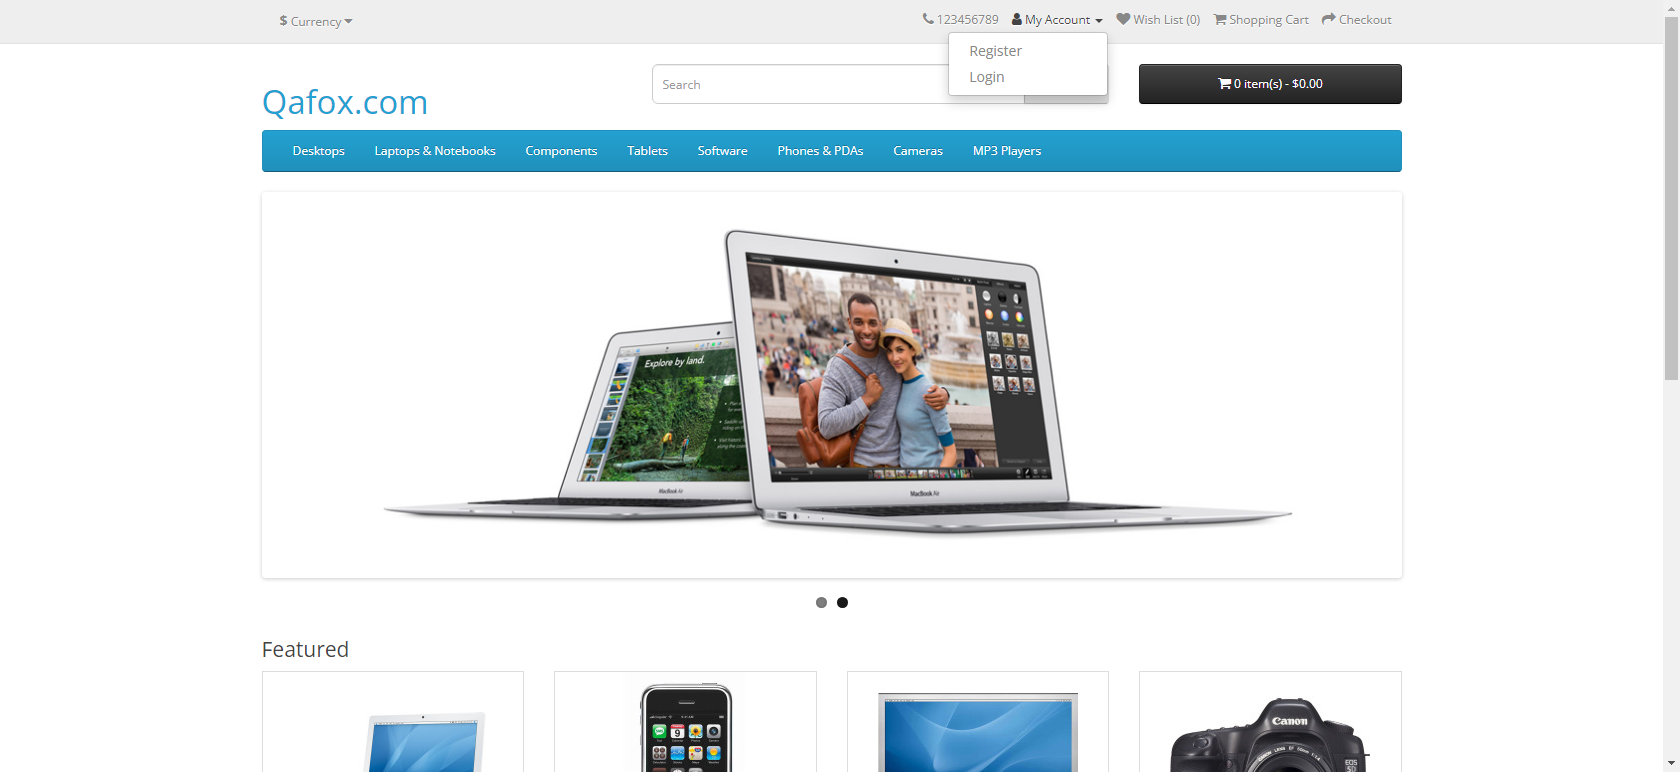 $ Currency
123456789 My Account Wish List (0) Shopping Cart Checkout
Register
Login
Search
0 item(s) - $0.00
Qafox.com
Desktops Laptops & Notebooks Components Tablets Software Phones & PDAs Cameras MP3 Players
Explore by land.
MacBook Air
MacBook Air
Featured
Canon
EOS
5D